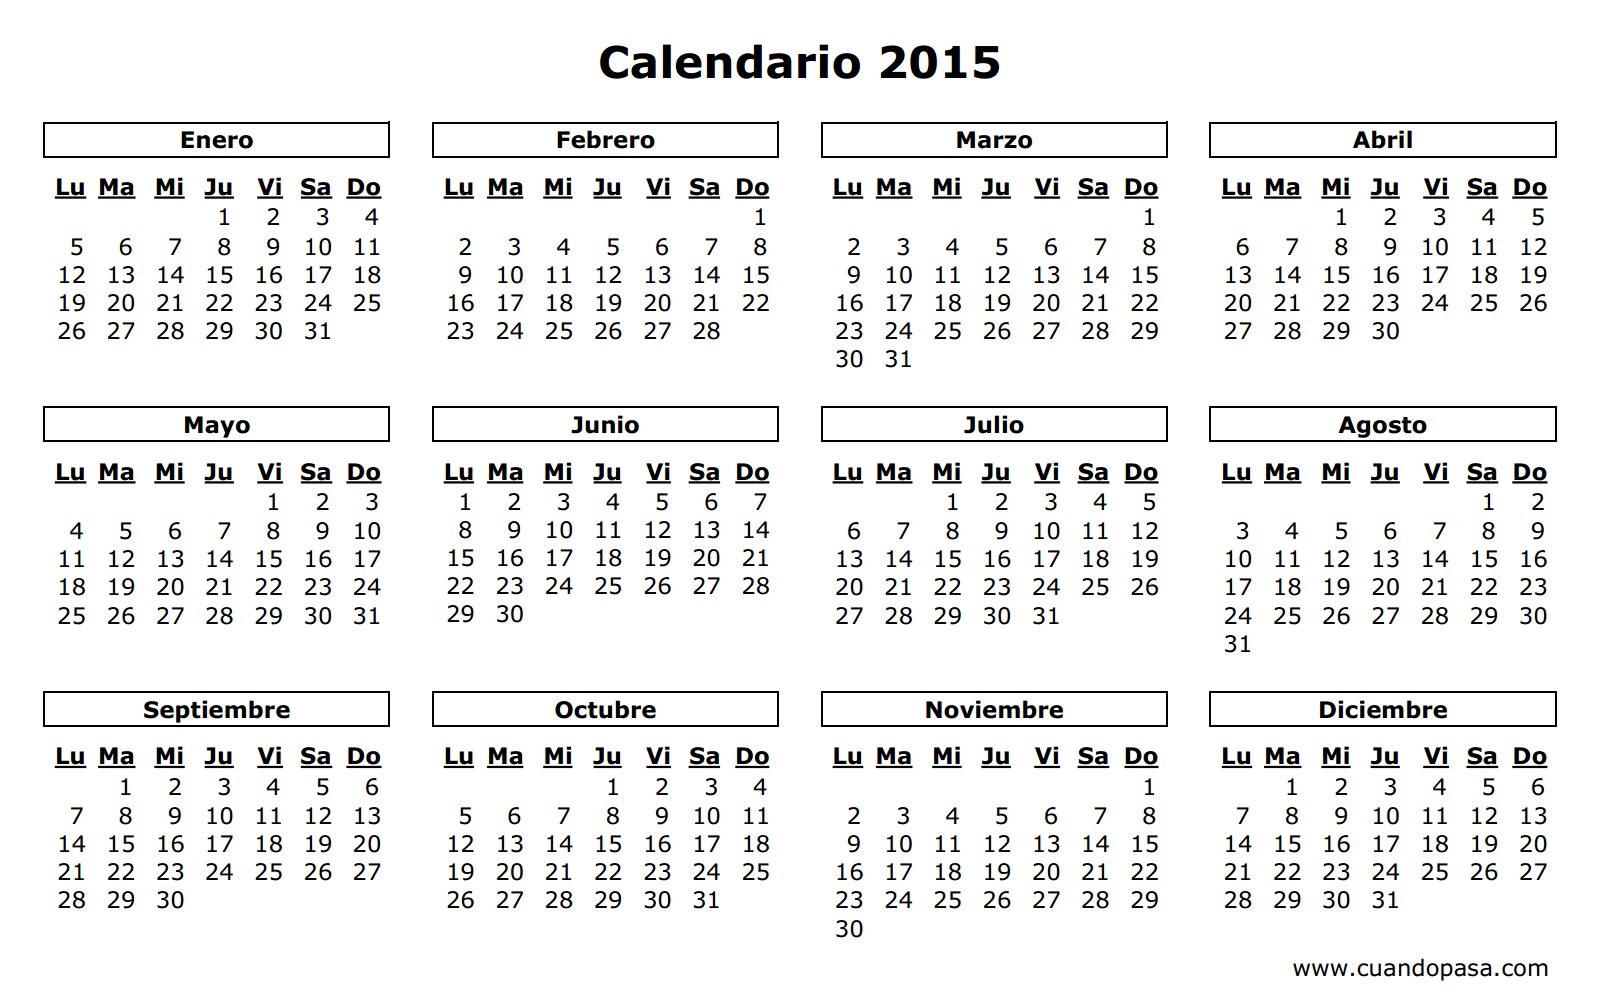 Calendario 2015
Enero
Lu Ma Mi Ju Vi Sa Do
1 2 3 4
5 6 7 8 9 10 11
12 13 14 15 16 17 18
19 20 21 22 23 24 25
26 27 28 29 30 31
Febrero
Lu Ma Mi Ju Vi Sa Do
1
2 3 4 5 6 7 8
9 10 11 12 13 14 15
16 17 18 19 20 21 22
23 24 25 26 27 28
Marzo
Lu Ma Mi Ju Vi Sa Do
1
2 3 4 5 6 7 8
9 10 11 12 13 14 15
16 17 18 19 20 21 22
23 24 25 26 27 28 29
30 31
Abril
Lu Ma Mi Ju Vi Sa Do
1 2 3 4 5
6 7 8 9 10 11 12
13 14 15 16 17 18 19
20 21 22 23 24 25 26
27 28 29 30
Mayo
Lu Ma Mi Ju Vi Sa Do
1 2 3
4 5 6 7 8 9 10
11 12 13 14 15 16 17
18 19 20 21 22 23 24
25 26 27 28 29 30 31
Junio
Lu Ma Mi Ju Vi Sa Do
1 2 3 4 5 6 7
8 9 10 11 12 13 14
15 16 17 18 19 20 21
22 23 24 25 26 27 28
29 30
Julio
Lu Ma Mi Ju Vi Sa Do
1 2 3 4 5
6 7 8 9 10 11 12
13 14 15 16 17 18 19
20 21 22 23 24 25 26
27 28 29 30 31
Agosto
Lu Ma Mi Ju Vi Sa Do
1 2
3 4 5 6 7 8 9
10 11 12 13 14 15 16
17 18 19 20 21 22 23
24 25 26 27 28 29 30
31
Septiembre
Lu Ma Mi Ju Vi Sa Do
1 2 3 4 5 6
7 8 9 10 11 12 13
14 15 16 17 18 19 20
21 22 23 24 25 26 27
28 29 30
Octubre
Lu Ma Mi Ju Vi Sa Do
1 2 3 4
5 6 7 8 9 10 11
12 13 14 15 16 17 18
19 20 21 22 23 24 25
26 27 28 29 30 31
Noviembre
Lu Ma Mi Ju Vi Sa Do
1
2 3 4 5 6 7 8
9 10 11 12 13 14 15
16 17 18 19 20 21 22
23 24 25 26 27 28 29
30
Diciembre
Lu Ma Mi Ju Vi Sa Do
1 2 3 4 5 6
7 8 9 10 11 12 13
14 15 16 17 18 19 20
21 22 23 24 25 26 27
28 29 30 31
www.cuandopasa.com